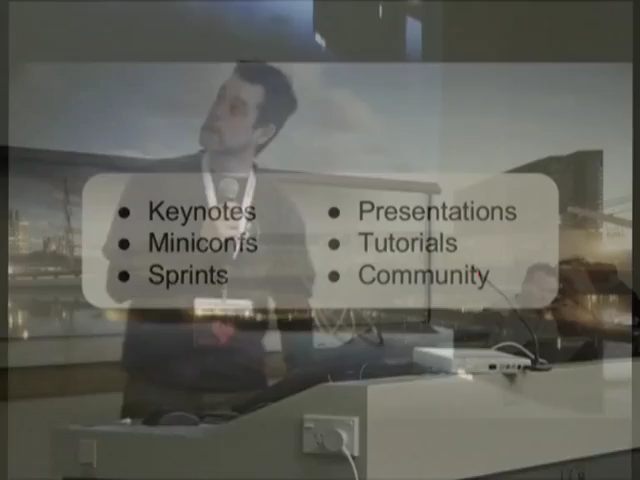 Keynotes
Miniconfs
Sprints
Presentations
Tutorials
Community